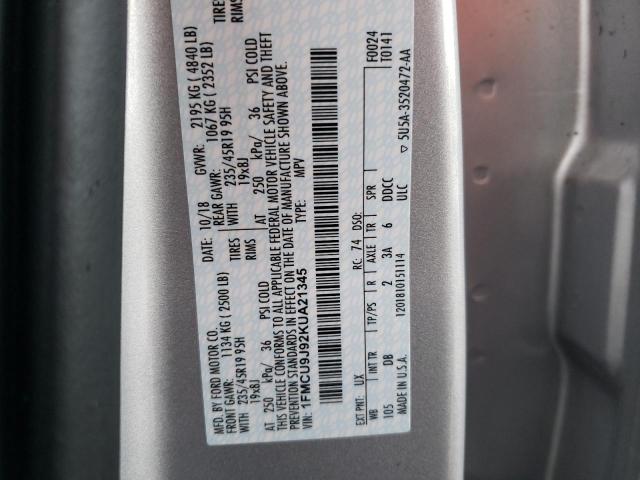 MFD. BY FORD MOTOR CO.
DATE: 10/18 GVWR: 2195 KG ( 4840 LB)
FRONT GAWR: 1134 KG ( 2500 LB) REAR GAWR: 1067 KG ( 2352 LB)
235/45R19 95H TIRES WITH 235/45R19 95H TIRES
19x8J RIMS 19x8J RIMS
AT 250 kPa/ 36 PSI COLD AT 250 kPa/ 36 PSI COLD
THIS VEHICLE CONFORMS TO ALL APPLICABLE FEDERAL MOTOR VEHICLE SAFETY AND THEFT
PREVENTION STANDARDS IN EFFECT ON THE DATE OF MANUFACTURE SHOWN ABOVE.
VIN: 1FMCU9J92KUA21345 TYPE: MPV
F0024
T0141
EXT PNT: UX RC: 74 DSO:
WB INT TR TP/PS R AXLE TR SPR
105 DB 2 3A 6 DDCC
MADE IN U.S.A. 1201810151114 ULC
5U5A-3520472-AA